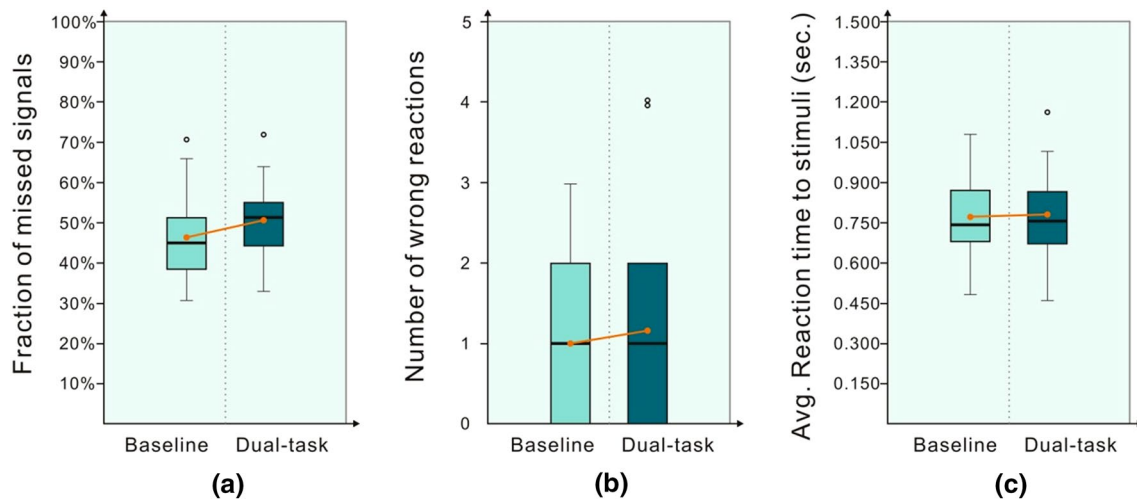 Fraction of missed signals
100%
90%
80%
70%
60%
50%
40%
30%
20%
10%
Baseline Dual-task
(a)
Number of wrong reactions
5
4
3
2
1
0
Baseline Dual-task
(b)
Avg. Reaction time to stimuli (sec.)
1.500
1.350
1.200
1.050
0.900
0.750
0.600
0.450
0.300
0.150
Baseline Dual-task
(c)